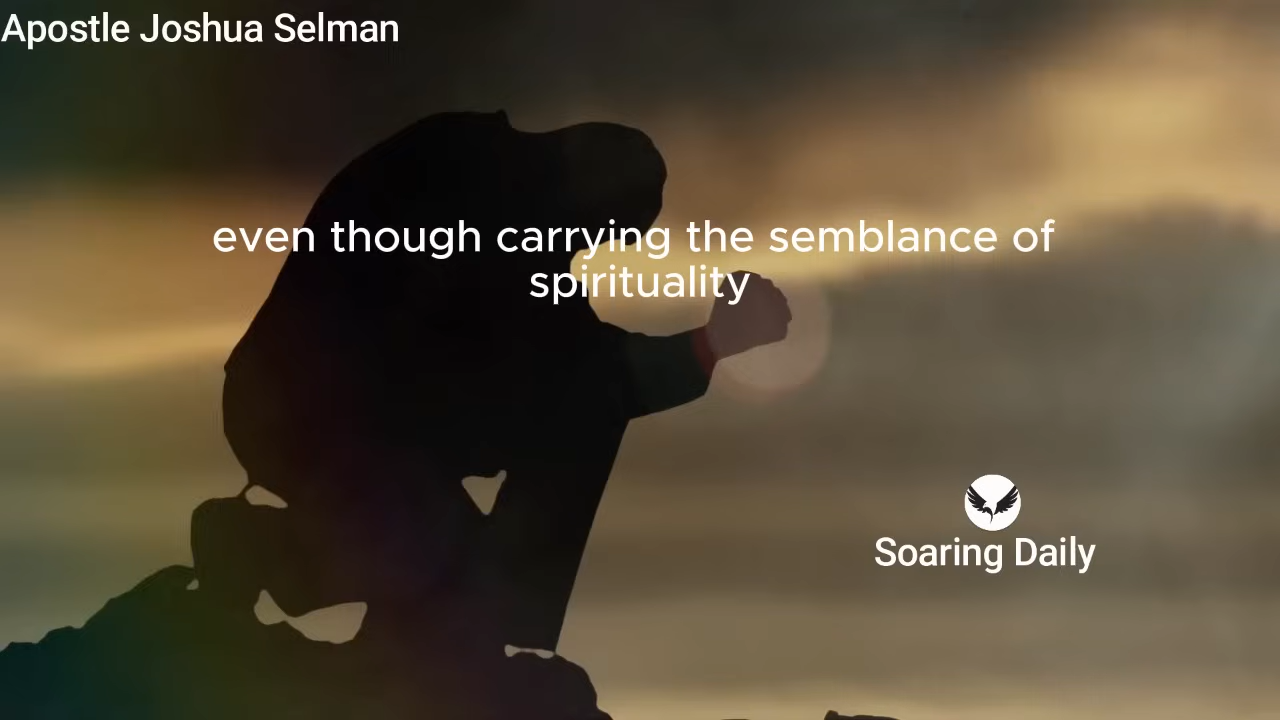 Apostle Joshua Selman
even though carrying the semblance of
spirituality
Soaring Daily